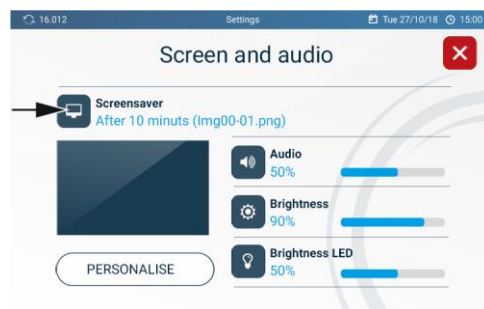 16.012 Settings Tue 27/10/18 15:00
Screen and audio
Screensaver
After 10 minuts (Img00-01.png)
Audio
50%
Brightness
90%
Brightness LED
50%
PERSONALISE